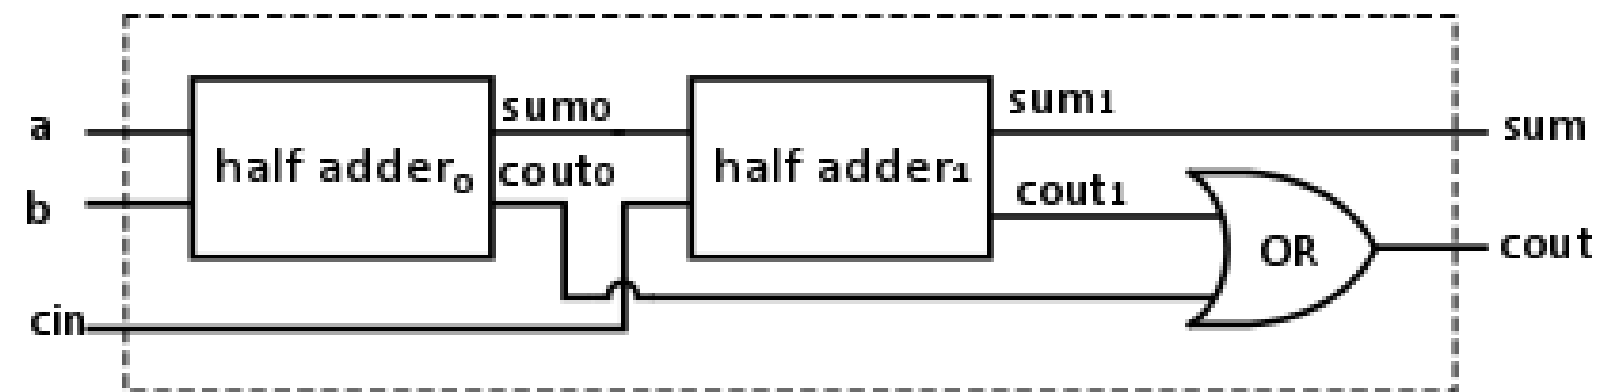 a
b
cin
half adder₀
sum0
cout0
half adder1
sum1
cout1
OR
sum
cout